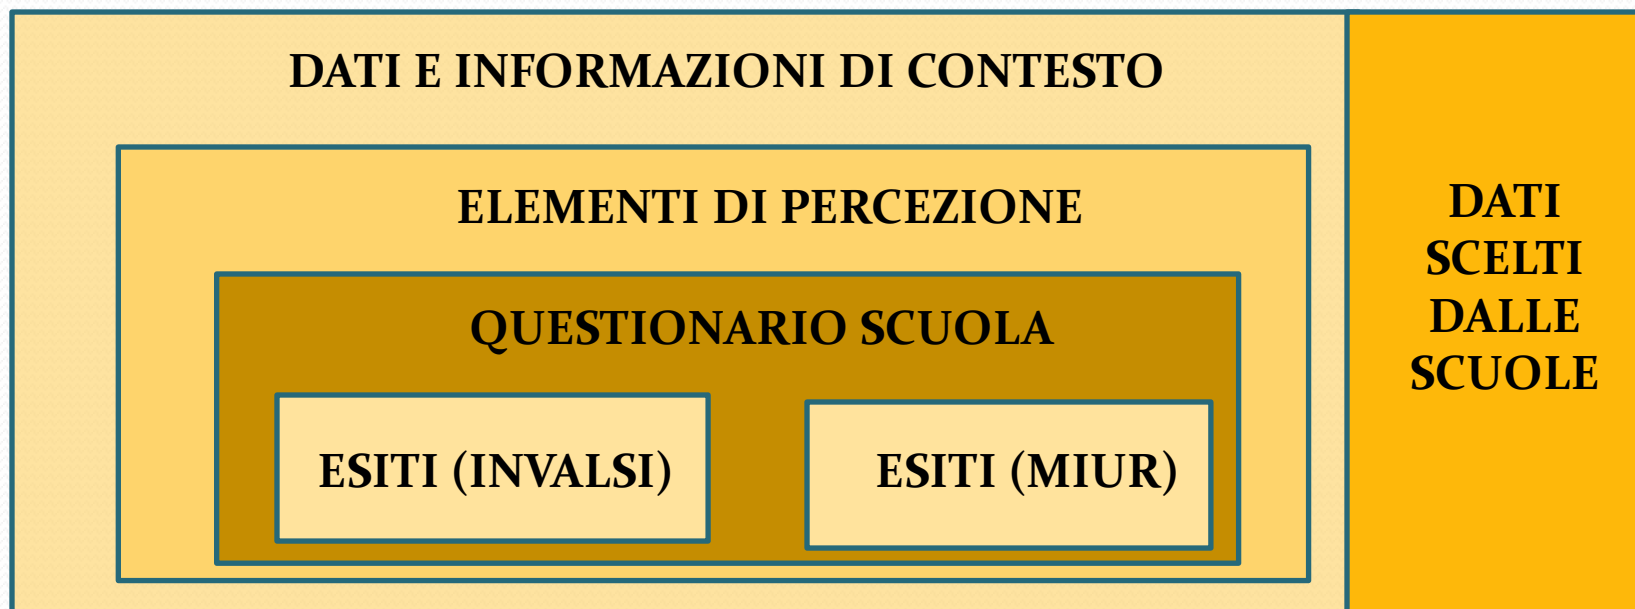 DATI E INFORMAZIONI DI CONTESTO
ELEMENTI DI PERCEZIONE
QUESTIONARIO SCUOLA
ESITI (INVALSI)
ESITI (MIUR)
DATI
SCELTI
DALLE
SCUOLE